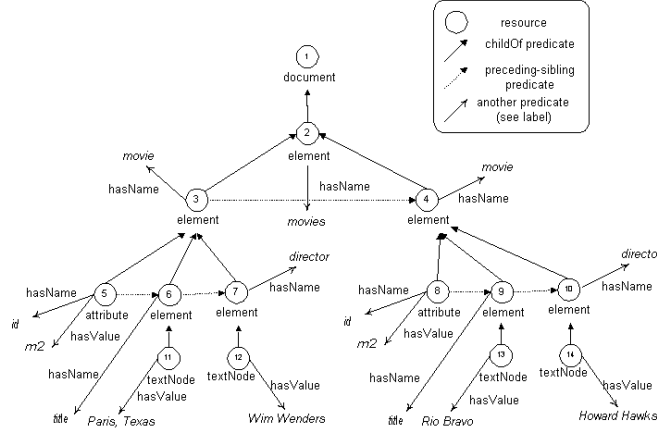 resource
childOf predicate
preceding-sibling
predicate
another predicate
(see label)
1
document
2
element
movie
hasName
movie
hasName
3
hasName
4
element
movies
element
director
directo
hasName
5
6
7
hasName
hasName
8
9
10
hasName
id
attribute
element
element
id
attribute
element
element
m2
hasValue
m2
hasValue
11
12
13
14
hasName
textNode
textNode
hasName
textNode
textNode
hasValue
hasValue
hasValue
hasValue
title
Paris, Texas
Wim Wenders
title
Rio Bravo
Howard Hawks